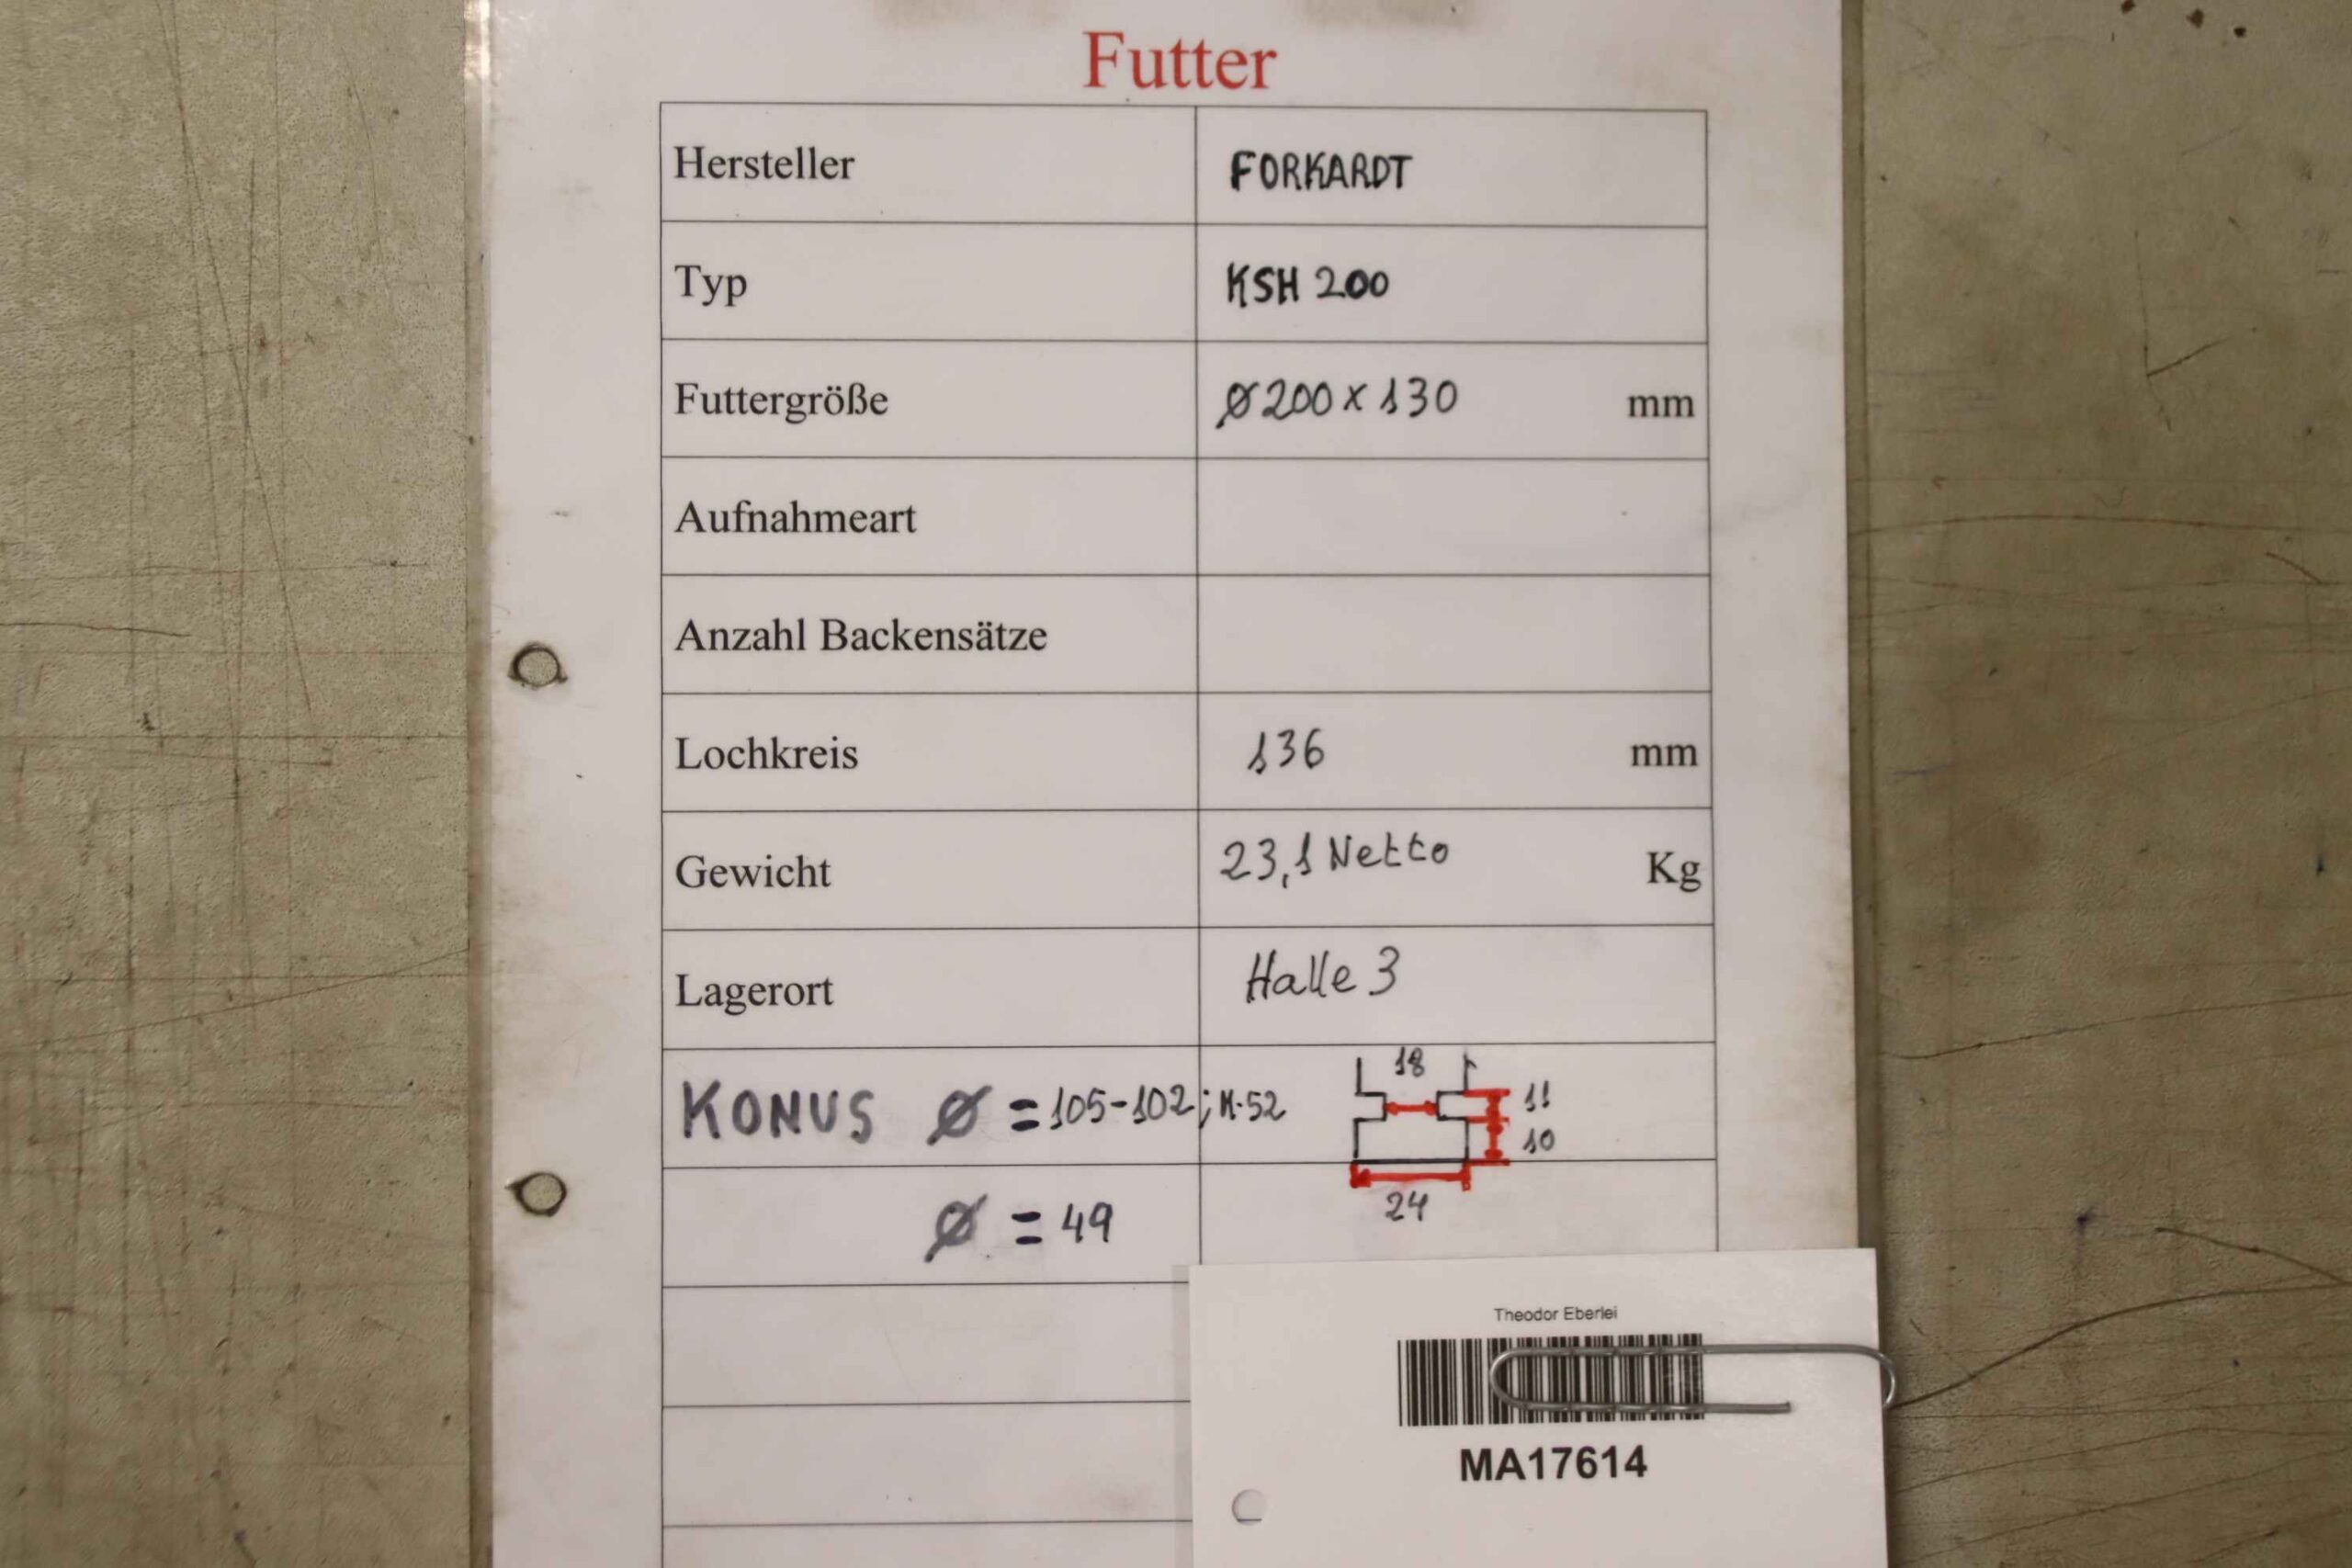 Futter
Hersteller FORKARDT
Typ KSH 200
Futtergröße Ø 200 x 130 mm
Aufnahmeart
Anzahl Backensätze
Lochkreis 136 mm
Gewicht 23,1 Netto Kg
Lagerort Halle 3
KONUS Ø = 105-102; M·52
18
11
10
24
Ø = 49
Theodor Eberlei
MA17614